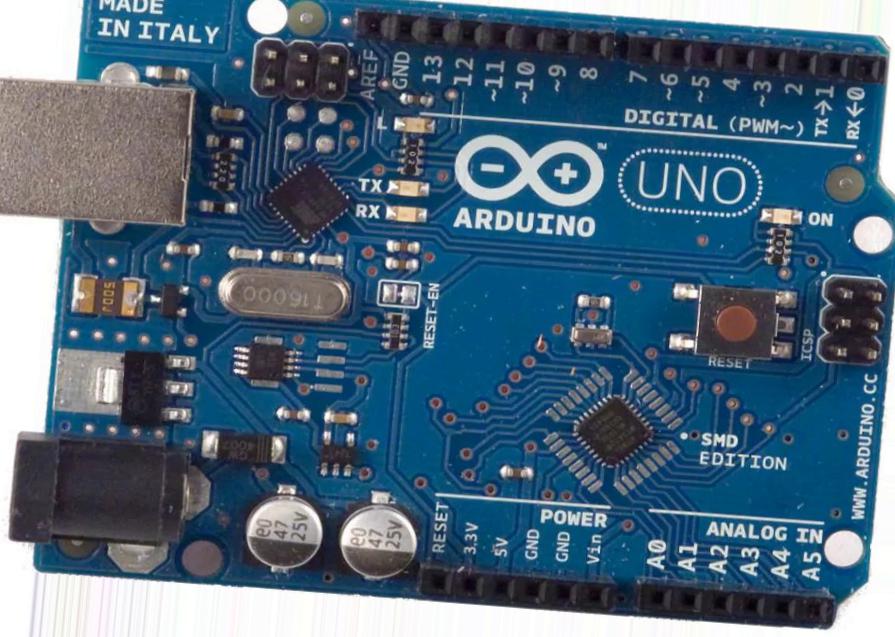 MADE
IN ITALY
AREF
GND
13
12
~11
~10
~9
8
7
~6
~5
4
~3
2
TX→1
RX←0
DIGITAL (PWM~)
L
TX
RX
ARDUINO
™
UNO
ON
T16000
RESET-EN
RESET
ICSP
SMD
EDITION
WWW.ARDUINO.CC
47
25V
47
25V
POWER
RESET
3.3V
5V
GND
GND
Vin
ANALOG IN
A0
A1
A2
A3
A4
A5